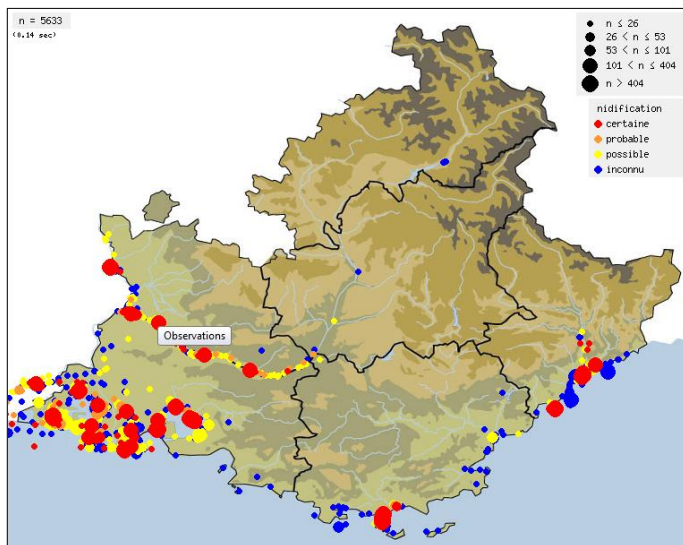 n = 5633
(0.14 sec)
n ≤ 26
26 < n ≤ 53
53 < n ≤ 101
101 < n ≤ 404
n > 404
nidification
certaine
probable
possible
inconnu
Observations